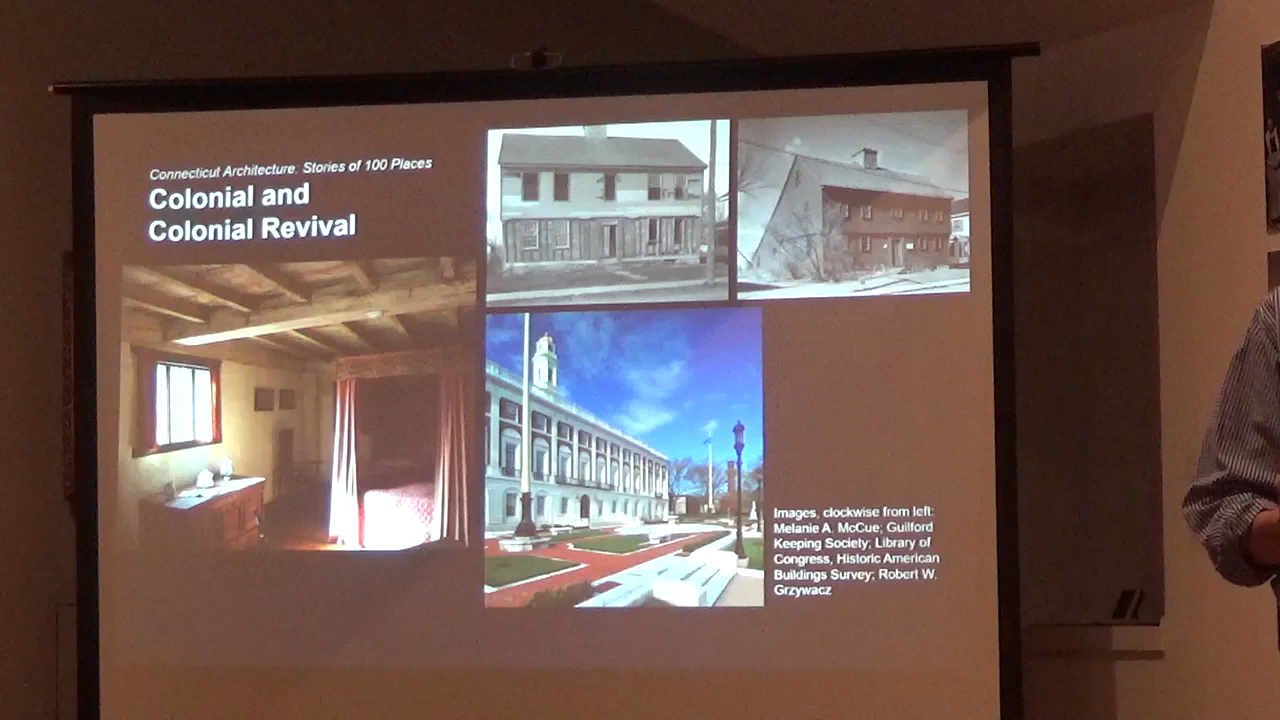 Connecticut Architecture: Stories of 100 Places
Colonial and
Colonial Revival
Images, clockwise from left:
Melanie A. McCue; Guilford
Keeping Society; Library of
Congress, Historic American
Buildings Survey; Robert W.
Grzywacz